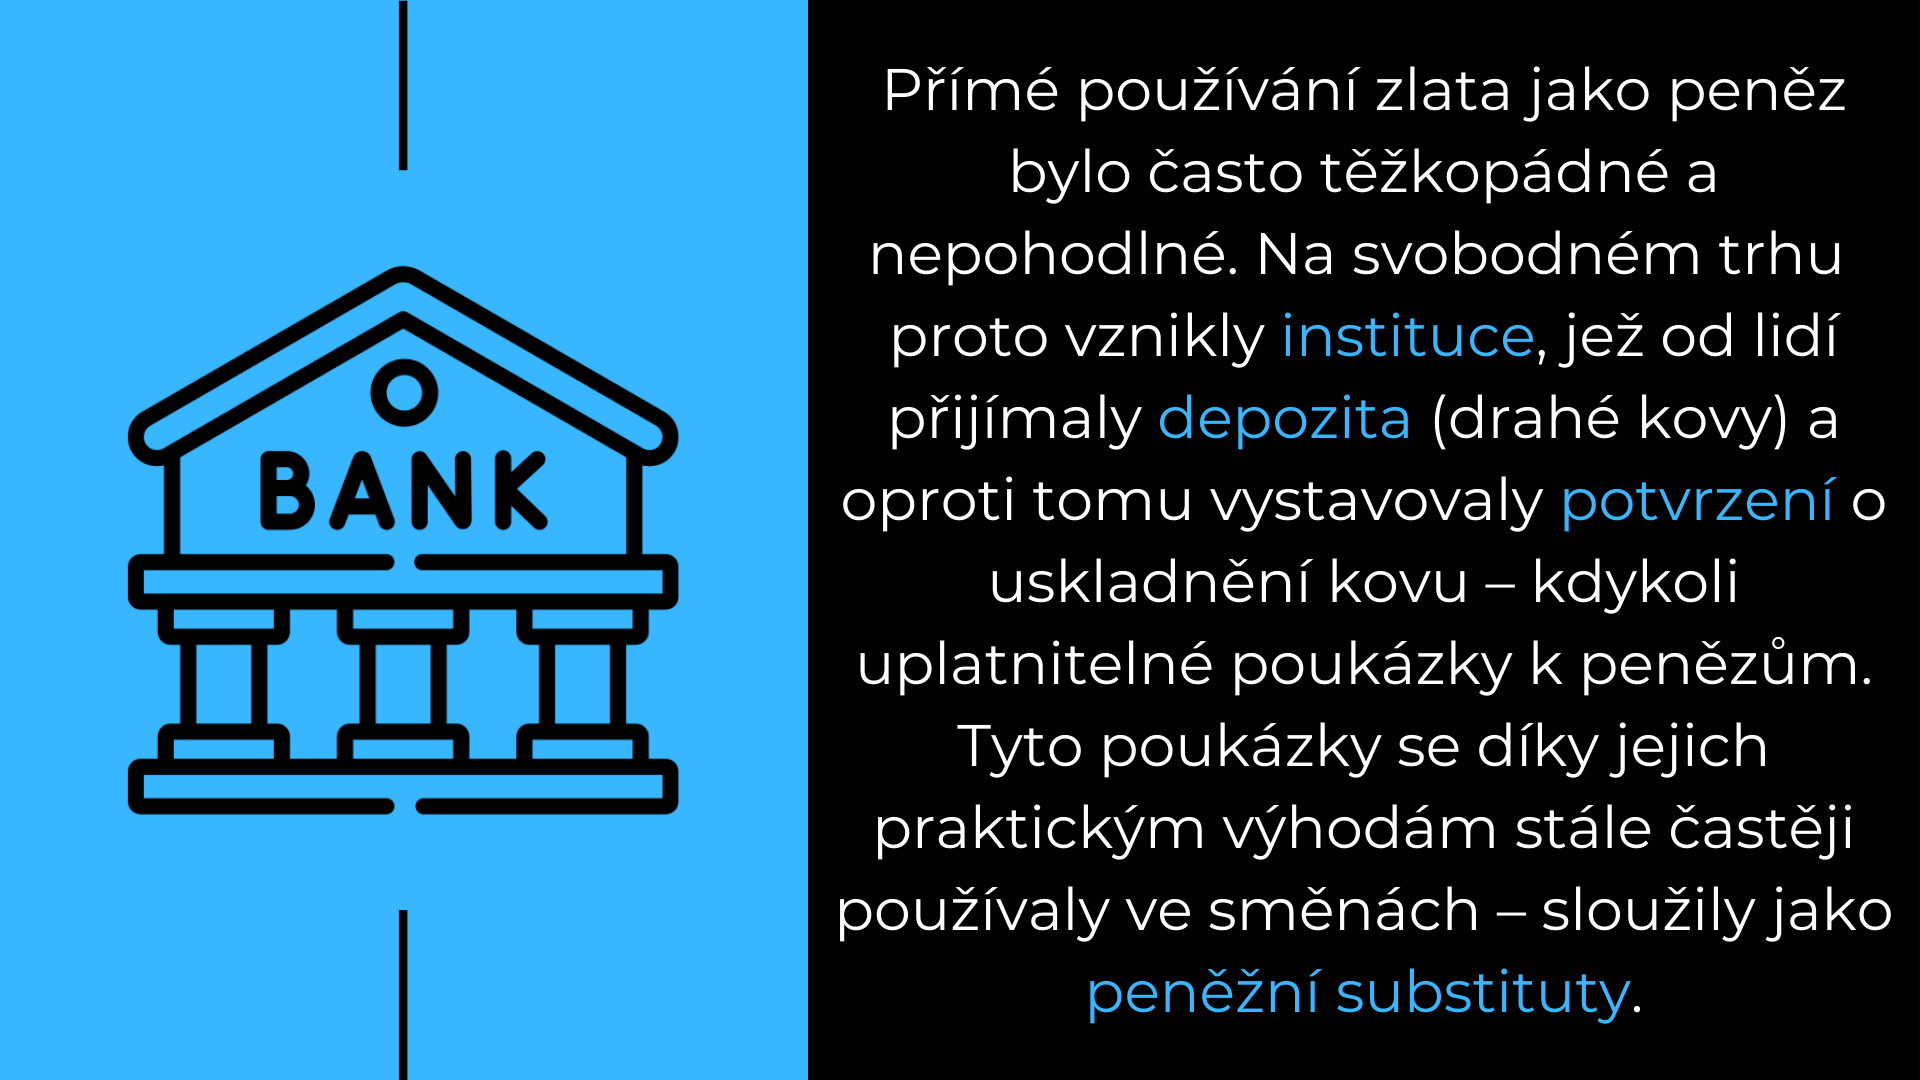 BANK
Přímé používání zlata jako peněz
bylo často těžkopádné a
nepohodlné. Na svobodném trhu
proto vznikly instituce, jež od lidí
přijímaly depozita (drahé kovy) a
oproti tomu vystavovaly potvrzení o
uskladnění kovu – kdykoli
uplatnitelné poukázky k penězům.
Tyto poukázky se díky jejich
praktickým výhodám stále častěji
používaly ve směnách – sloužily jako
peněžní substituty.